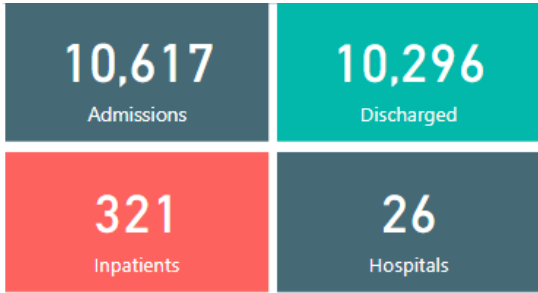 10,617
Admissions
10,296
Discharged
321
Inpatients
26
Hospitals